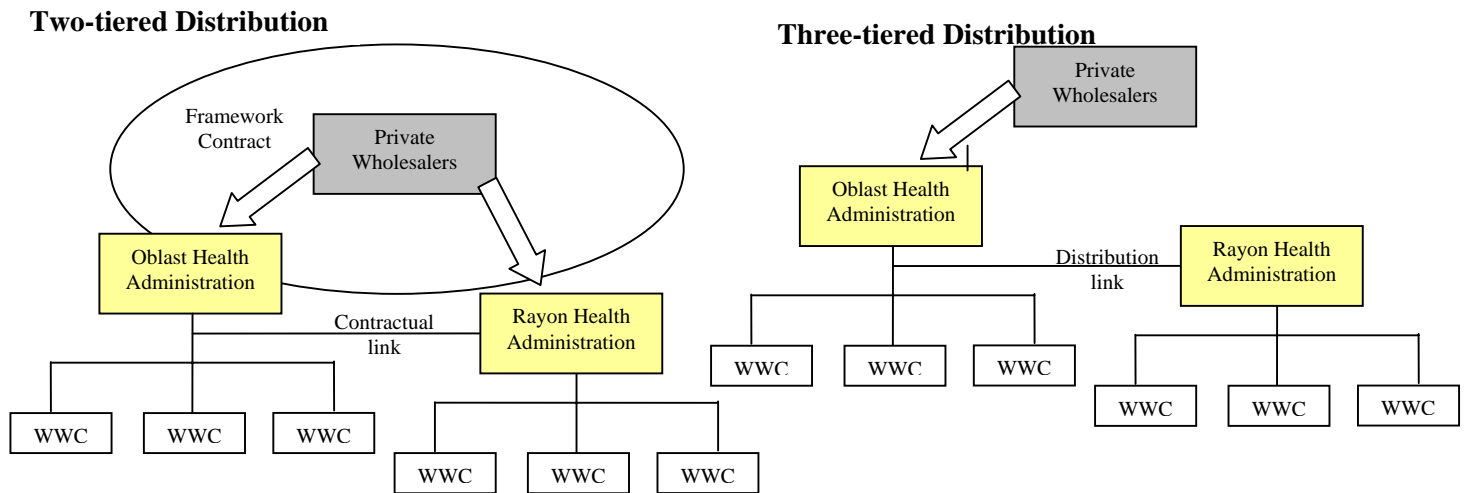 Two-tiered Distribution
Framework
Contract
Private
Wholesalers
Oblast Health
Administration
Contractual
link
Rayon Health
Administration
WWC
WWC
WWC
WWC
WWC
WWC
Three-tiered Distribution
Private
Wholesalers
Oblast Health
Administration
Distribution
link
Rayon Health
Administration
WWC
WWC
WWC
WWC
WWC
WWC